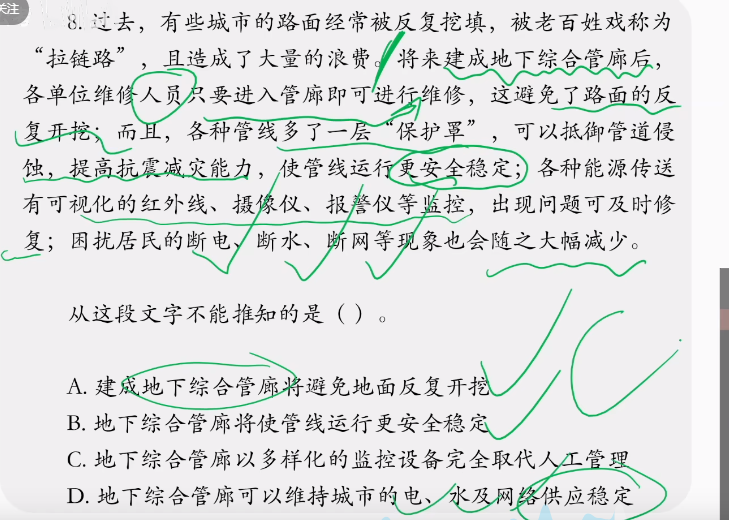 关注
8. 过去，有些城市的路面经常被反复挖填，被老百姓戏称为
“拉链路”，且造成了大量的浪费。将来建成地下综合管廊后，
各单位维修人员只要进入管廊即可进行维修，这避免了路面的反
复开挖；而且，各种管线多了一层“保护罩”，可以抵御管道侵
蚀，提高抗震减灾能力，使管线运行更安全稳定；各种能源传送
有可视化的红外线、摄像仪、报警仪等监控，出现问题可及时修
复；困扰居民的断电、断水、断网等现象也会随之大幅减少。
从这段文字不能推知的是（ ）。
A. 建成地下综合管廊将避免地面反复开挖
B. 地下综合管廊将使管线运行更安全稳定
C. 地下综合管廊以多样化的监控设备完全取代人工管理
D. 地下综合管廊可以维持城市的电、水及网络供应稳定
C